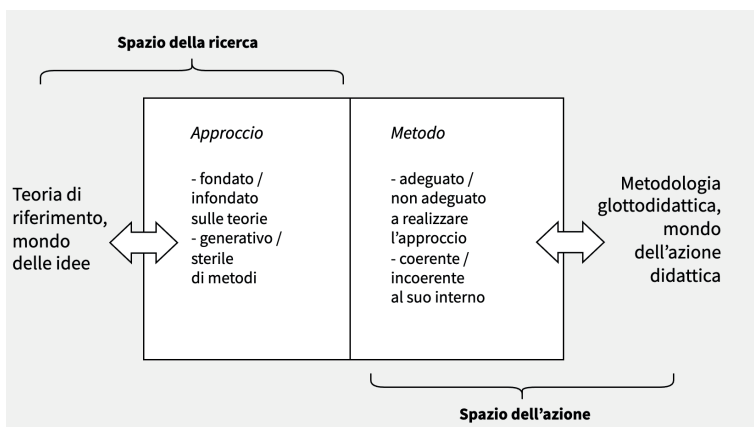 Spazio della ricerca
Teoria di
riferimento,
mondo
delle idee
Approccio
- fondato /
infondato
sulle teorie
- generativo /
sterile
di metodi
Metodo
- adeguato /
non adeguato
a realizzare
l’approccio
- coerente /
incoerente
al suo interno
Metodologia
glottodidattica,
mondo
dell’azione
didattica
Spazio dell’azione